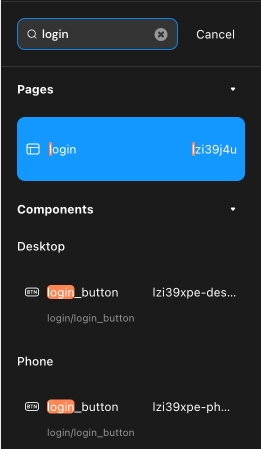 login Cancel
Pages
login lzi39j4u
Components
Desktop
BTN login_button lzi39xpe-des...
login/login_button
Phone
BTN login_button lzi39xpe-ph...
login/login_button